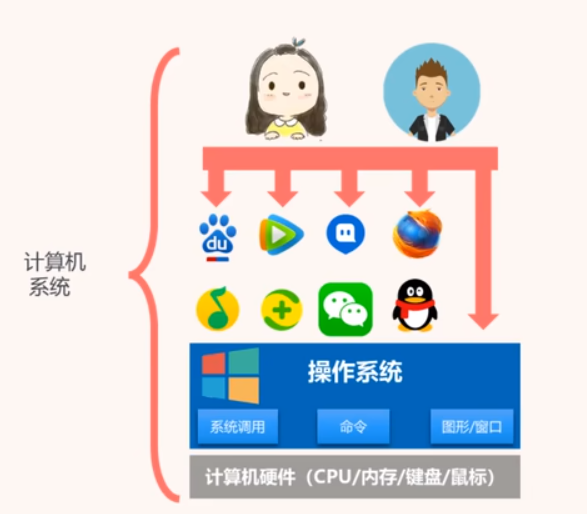 计算机
系统
du
操作系统
系统调用
命令
图形/窗口
计算机硬件（CPU/内存/键盘/鼠标）